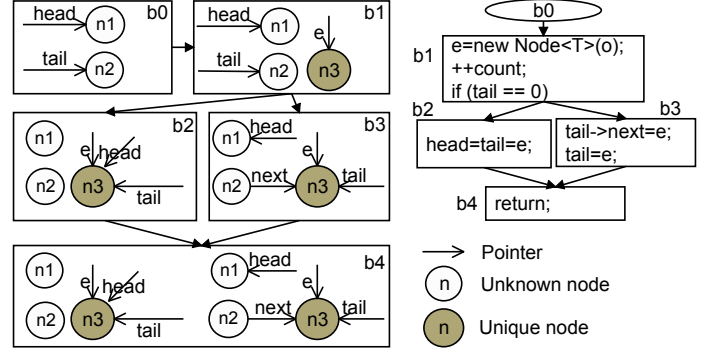 head n1 b0
tail n2
head n1 b1
e
tail n2 n3
n1 b2
e head
n2 n3
tail
n1 head b3
e
n2 next n3 tail
n1 b4
e head
n2 n3
tail
n1 head
e
n2 next n3 tail
b0
b1
e=new Node<T>(o);
++count;
if (tail == 0)
b2
head=tail=e;
b3
tail->next=e;
tail=e;
b4 return;
Pointer
n Unknown node
n Unique node